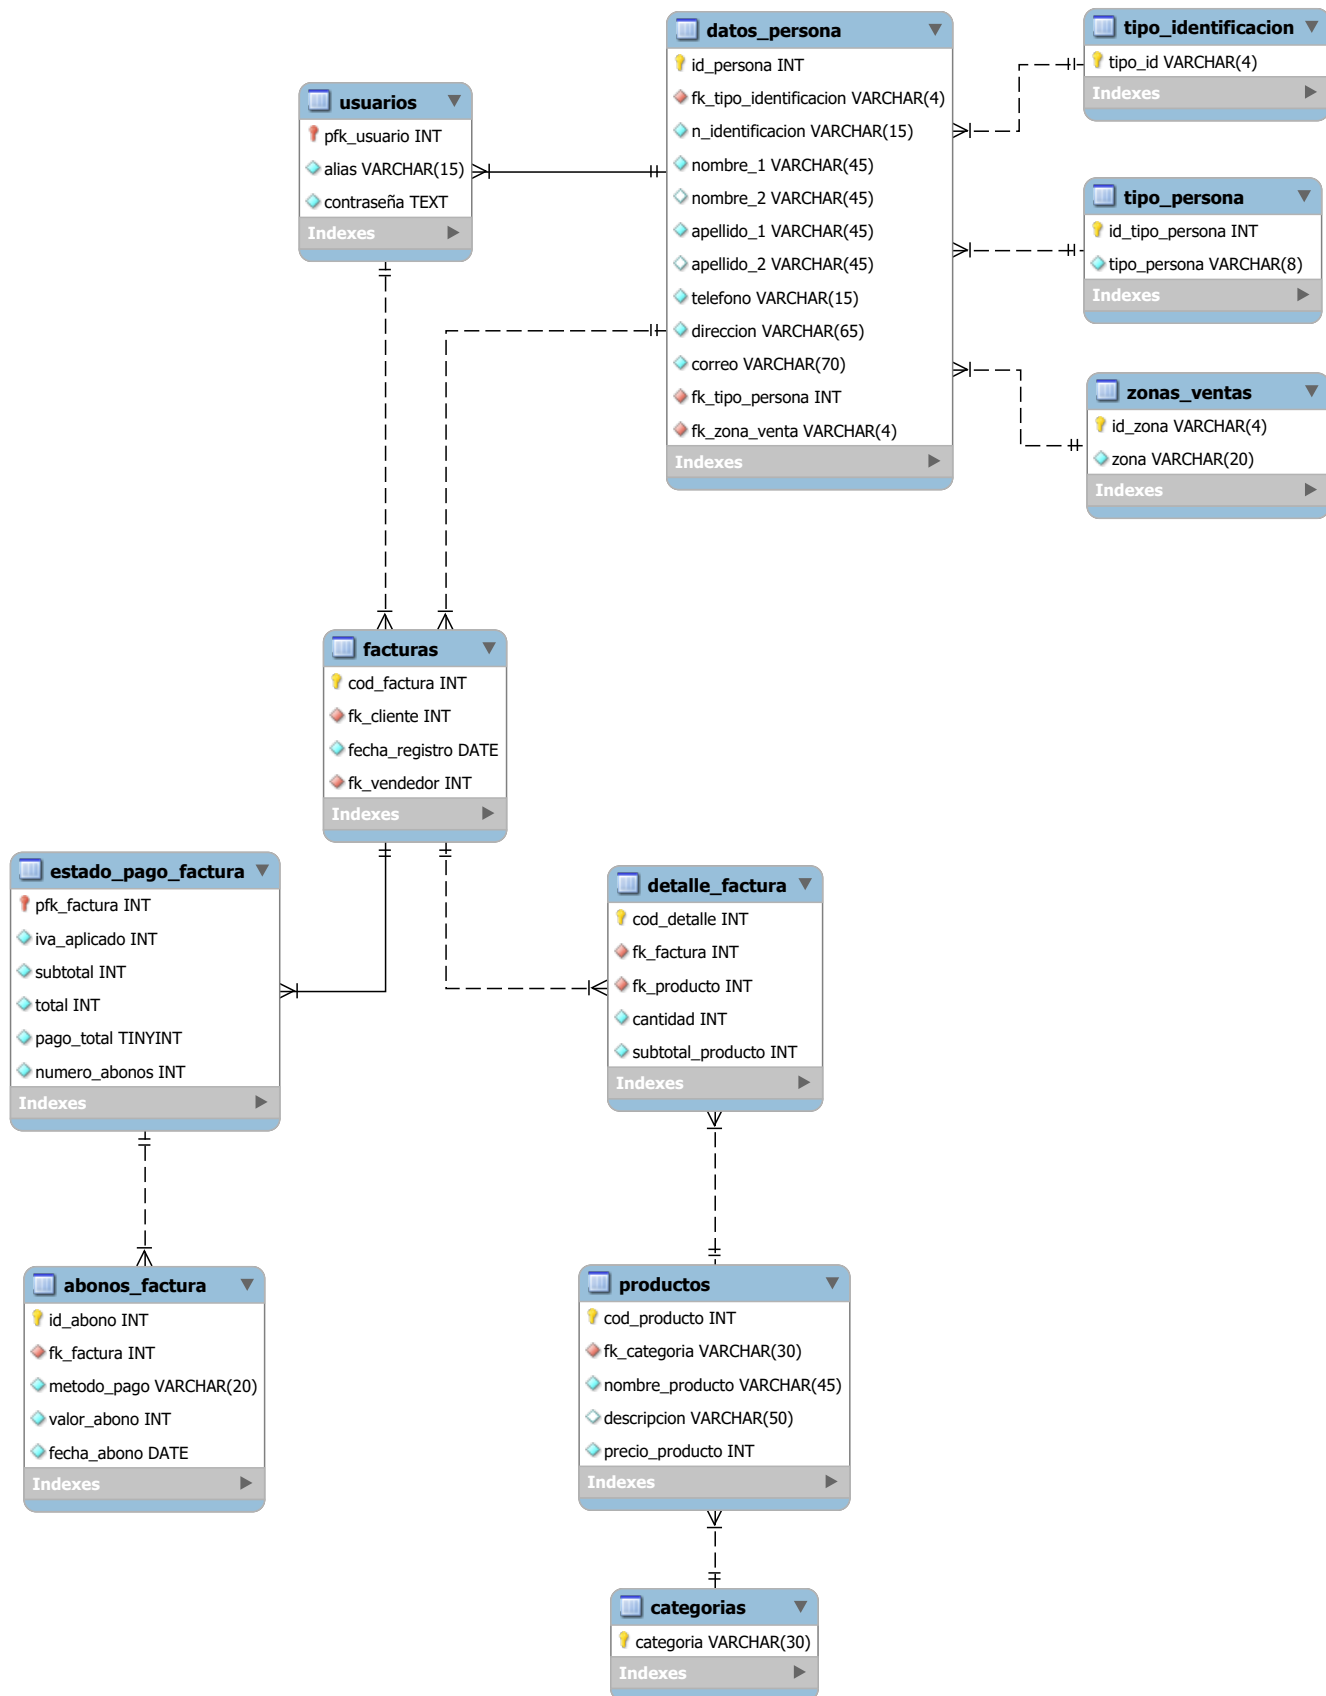 datos_persona
id_persona INT
fk_tipo_identificacion VARCHAR(4)
n_identificacion VARCHAR(15)
nombre_1 VARCHAR(45)
nombre_2 VARCHAR(45)
apellido_1 VARCHAR(45)
apellido_2 VARCHAR(45)
telefono VARCHAR(15)
direccion VARCHAR(65)
correo VARCHAR(70)
fk_tipo_persona INT
fk_zona_venta VARCHAR(4)
Indexes
tipo_identificacion
tipo_id VARCHAR(4)
Indexes
usuarios
pfk_usuario INT
alias VARCHAR(15)
contraseña TEXT
Indexes
tipo_persona
id_tipo_persona INT
tipo_persona VARCHAR(8)
Indexes
zonas_ventas
id_zona VARCHAR(4)
zona VARCHAR(20)
Indexes
facturas
cod_factura INT
fk_cliente INT
fecha_registro DATE
fk_vendedor INT
Indexes
estado_pago_factura
pfk_factura INT
iva_aplicado INT
subtotal INT
total INT
pago_total TINYINT
numero_abonos INT
Indexes
detalle_factura
cod_detalle INT
fk_factura INT
fk_producto INT
cantidad INT
subtotal_producto INT
Indexes
abonos_factura
id_abono INT
fk_factura INT
metodo_pago VARCHAR(20)
valor_abono INT
fecha_abono DATE
Indexes
productos
cod_producto INT
fk_categoria VARCHAR(30)
nombre_producto VARCHAR(45)
descripcion VARCHAR(50)
precio_producto INT
Indexes
categorias
categoria VARCHAR(30)
Indexes